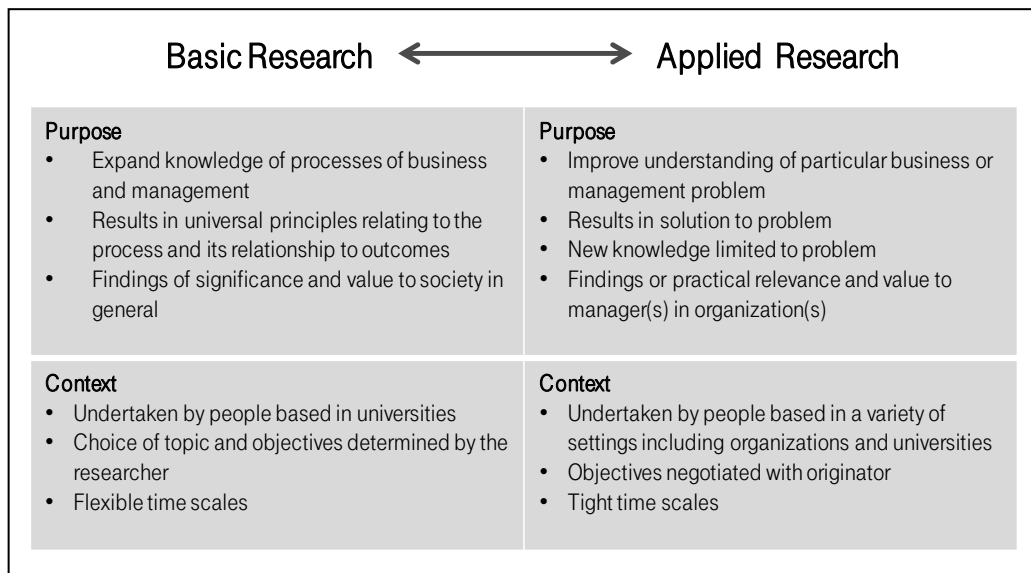 Basic Research
Applied Research
Purpose
• Expand knowledge of processes of business
and management
• Results in universal principles relating to the
process and its relationship to outcomes
• Findings of significance and value to society in
general
Purpose
• Improve understanding of particular business or
management problem
• Results in solution to problem
• New knowledge limited to problem
• Findings or practical relevance and value to
manager(s) in organization(s)
Context
• Undertaken by people based in universities
• Choice of topic and objectives determined by the
researcher
• Flexible time scales
Context
• Undertaken by people based in a variety of
settings including organizations and universities
• Objectives negotiated with originator
• Tight time scales